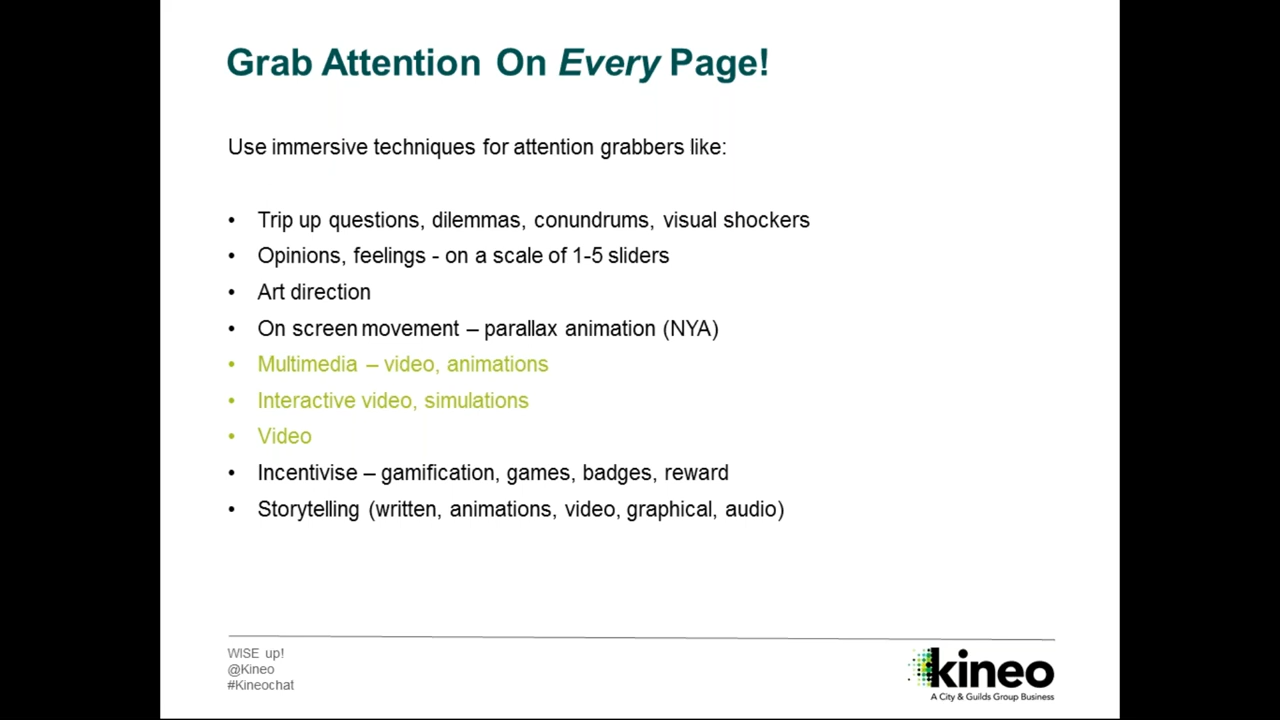 Grab Attention On Every Page!
Use immersive techniques for attention grabbers like:
• Trip up questions, dilemmas, conundrums, visual shockers
• Opinions, feelings - on a scale of 1-5 sliders
• Art direction
• On screen movement – parallax animation (NYA)
• Multimedia – video, animations
• Interactive video, simulations
• Video
• Incentivise – gamification, games, badges, reward
• Storytelling (written, animations, video, graphical, audio)
WISE up!
@Kineo
#Kineochat
kineo
A City & Guilds Group Business